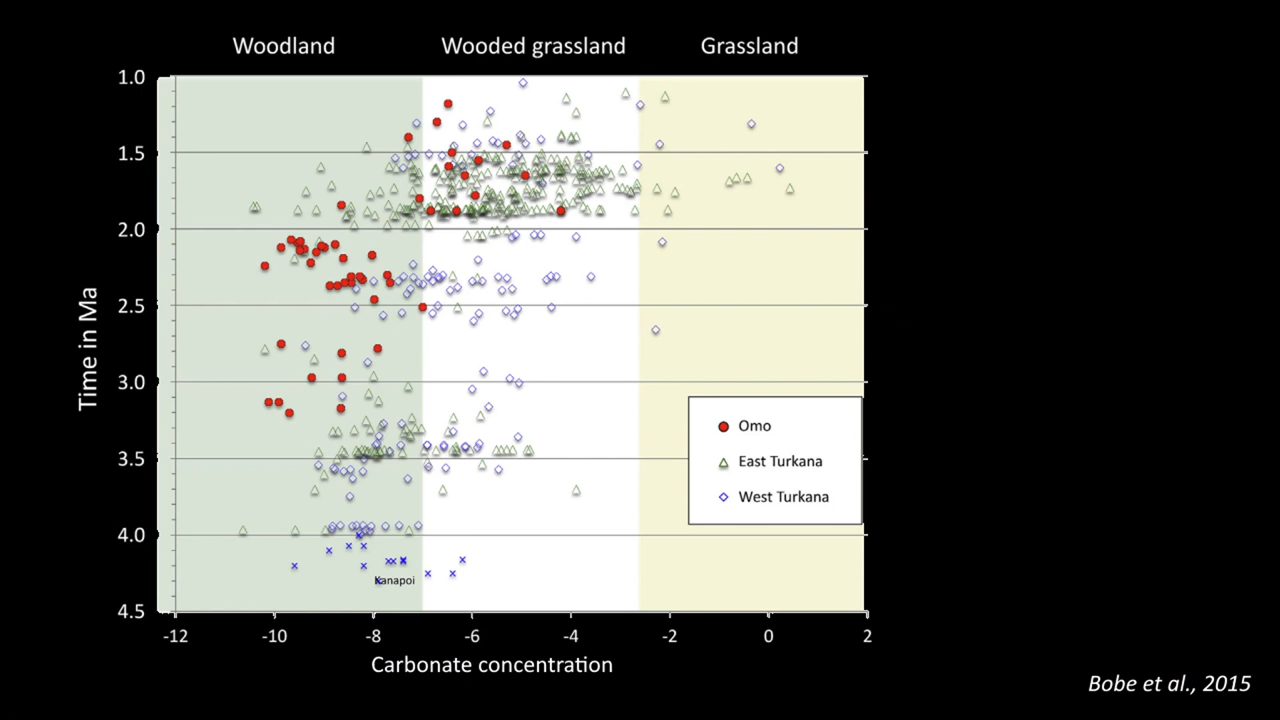 Woodland Wooded grassland Grassland
1.0
1.5
2.0
2.5
3.0
3.5
4.0
4.5
Time in Ma
Omo
East Turkana
West Turkana
Kanapoi
-12 -10 -8 -6 -4 -2 0 2
Carbonate concentration
Bobe et al., 2015